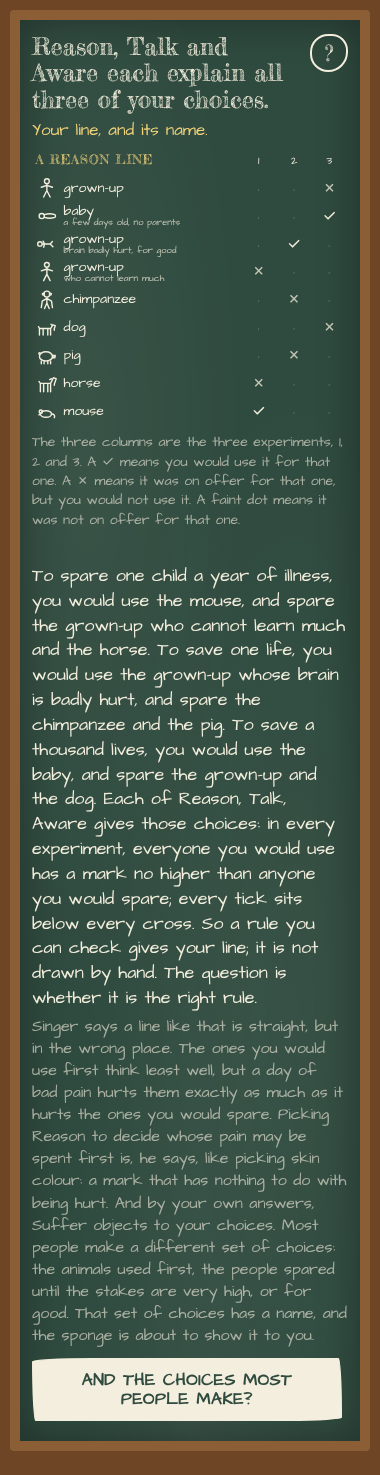 Reason, Talk and
Aware each explain all
three of your choices.
?
Your line, and its name.
A REASON LINE 1 2 3
grown-up ✕
baby ✓
a few days old, no parents
grown-up ✓
brain badly hurt, for good
grown-up ✕
who cannot learn much
chimpanzee ✕
dog ✕
pig ✕
horse ✕
mouse ✓
The three columns are the three experiments, 1,
2 and 3. A ✓ means you would use it for that
one. A ✕ means it was on offer for that one,
but you would not use it. A faint dot means it
was not on offer for that one.
To spare one child a year of illness,
you would use the mouse, and spare
the grown-up who cannot learn much
and the horse. To save one life, you
would use the grown-up whose brain
is badly hurt, and spare the
chimpanzee and the pig. To save a
thousand lives, you would use the
baby, and spare the grown-up and
the dog. Each of Reason, Talk,
Aware gives those choices: in every
experiment, everyone you would use
has a mark no higher than anyone
you would spare; every tick sits
below every cross. So a rule you
can check gives your line; it is not
drawn by hand. The question is
whether it is the right rule.
Singer says a line like that is straight, but
in the wrong place. The ones you would
use first think least well, but a day of
bad pain hurts them exactly as much as it
hurts the ones you would spare. Picking
Reason to decide whose pain may be
spent first is, he says, like picking skin
colour: a mark that has nothing to do with
being hurt. And by your own answers,
Suffer objects to your choices. Most
people make a different set of choices:
the animals used first, the people spared
until the stakes are very high, or for
good. That set of choices has a name, and
the sponge is about to show it to you.
AND THE CHOICES MOST
PEOPLE MAKE?